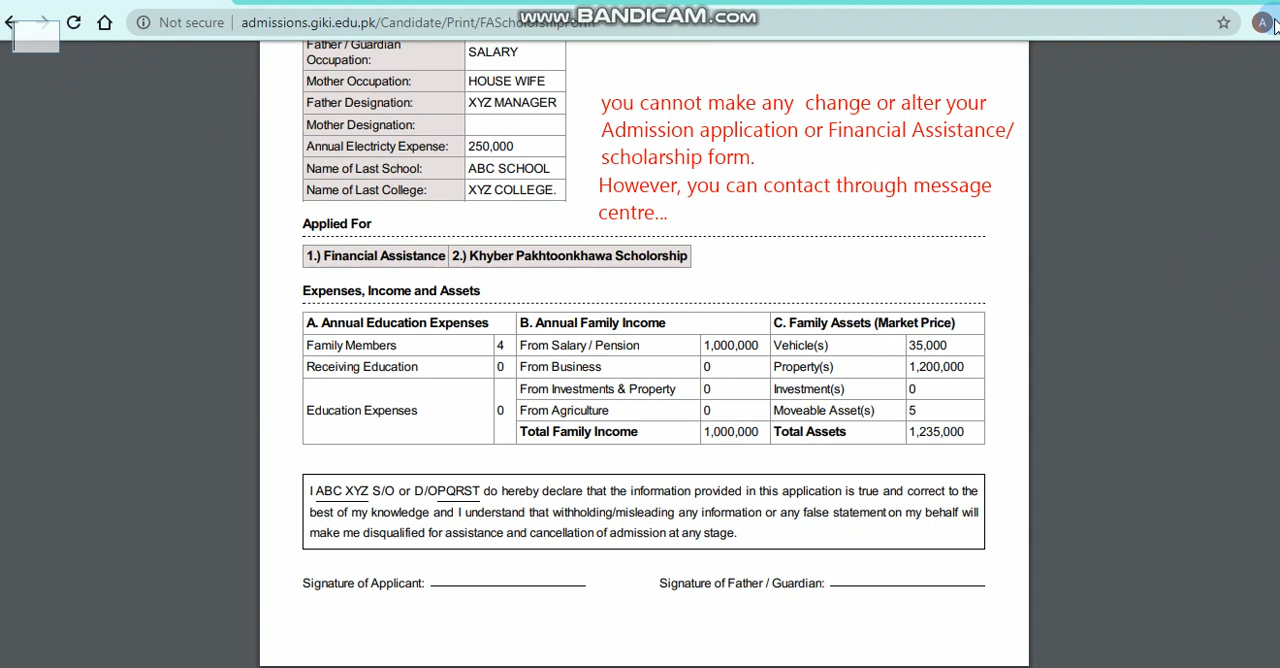 www.BANDICAM.com
Not secure admissions.giki.edu.pk/Candidate/Print/FAScholorshipForm
A
Father / Guardian
Occupation: SALARY
Mother Occupation: HOUSE WIFE
Father Designation: XYZ MANAGER
Mother Designation:
Annual Electricty Expense: 250,000
Name of Last School: ABC SCHOOL
Name of Last College: XYZ COLLEGE.
you cannot make any change or alter your
Admission application or Financial Assistance/
scholarship form.
However, you can contact through message
centre...
Applied For
1.) Financial Assistance 2.) Khyber Pakhtoonkhawa Scholorship
Expenses, Income and Assets
A. Annual Education Expenses B. Annual Family Income C. Family Assets (Market Price)
Family Members 4 From Salary / Pension 1,000,000 Vehicle(s) 35,000
Receiving Education 0 From Business 0 Property(s) 1,200,000
From Investments & Property 0 Investment(s) 0
Education Expenses 0 From Agriculture 0 Moveable Asset(s) 5
Total Family Income 1,000,000 Total Assets 1,235,000
I ABC XYZ S/O or D/OPQRST do hereby declare that the information provided in this application is true and correct to the
best of my knowledge and I understand that withholding/misleading any information or any false statement on my behalf will
make me disqualified for assistance and cancellation of admission at any stage.
Signature of Applicant: Signature of Father / Guardian: